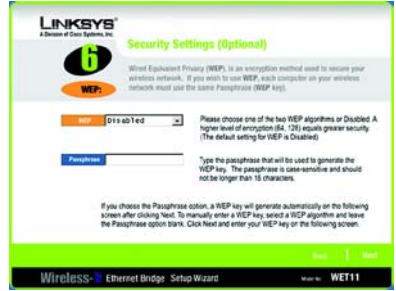 LINKSYS®
A Division of Cisco Systems, Inc.
6
WEP:
Security Settings (Optional)
Wired Equivalent Privacy (WEP), is an encryption method used to secure your
wireless network. If you wish to use WEP, each computer on your wireless
network must use the same Passphrase (WEP key).
WEP
Disabled
Please choose one of the two WEP algorithms or Disabled. A
higher level of encryption (64, 128) equals greater security.
(The default setting for WEP is Disabled)
Passphrase
Type the passphrase that will be used to generate the
WEP key. The passphrase is case-sensitive and should
not be longer than 16 characters.
If you choose the Passphrase option, a WEP key will generate automatically on the following
screen after clicking Next. To manually enter a WEP key, select a WEP algorithm and leave
the Passphrase option blank. Click Next and enter your WEP key on the following screen.
Back
Next
Wireless-B Ethernet Bridge Setup Wizard
Model No. WET11